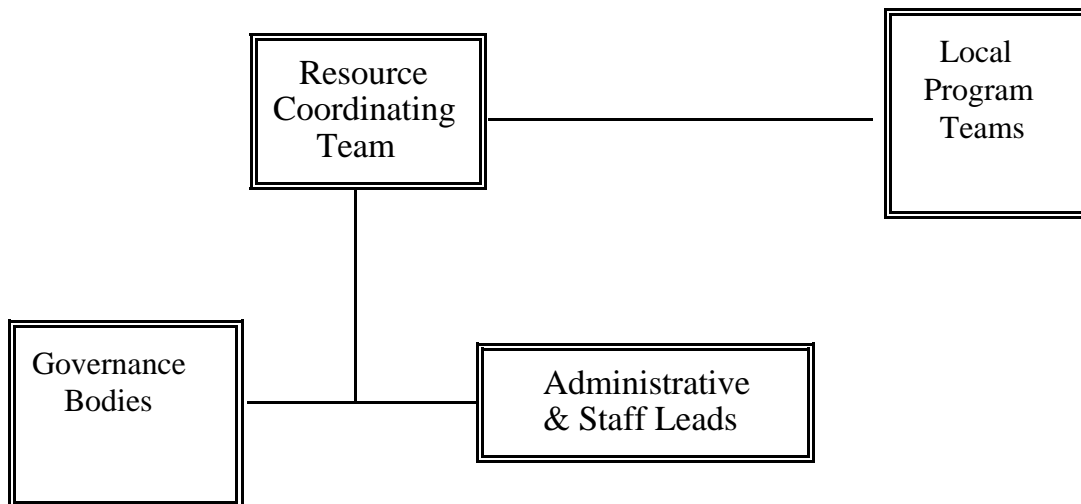 Resource
Coordinating
Team
Local
Program
Teams
Governance
Bodies
Administrative
& Staff Leads